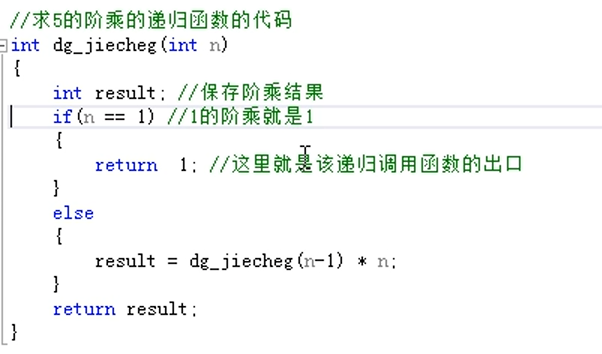 //求5的阶乘的递归函数的代码
int dg_jiecheg(int n)
{
    int result; //保存阶乘结果
    if(n == 1) //1的阶乘就是1
    {
        return  1; //这里就是该递归调用函数的出口
    }
    else
    {
        result = dg_jiecheg(n-1) * n;
    }
    return result;
}